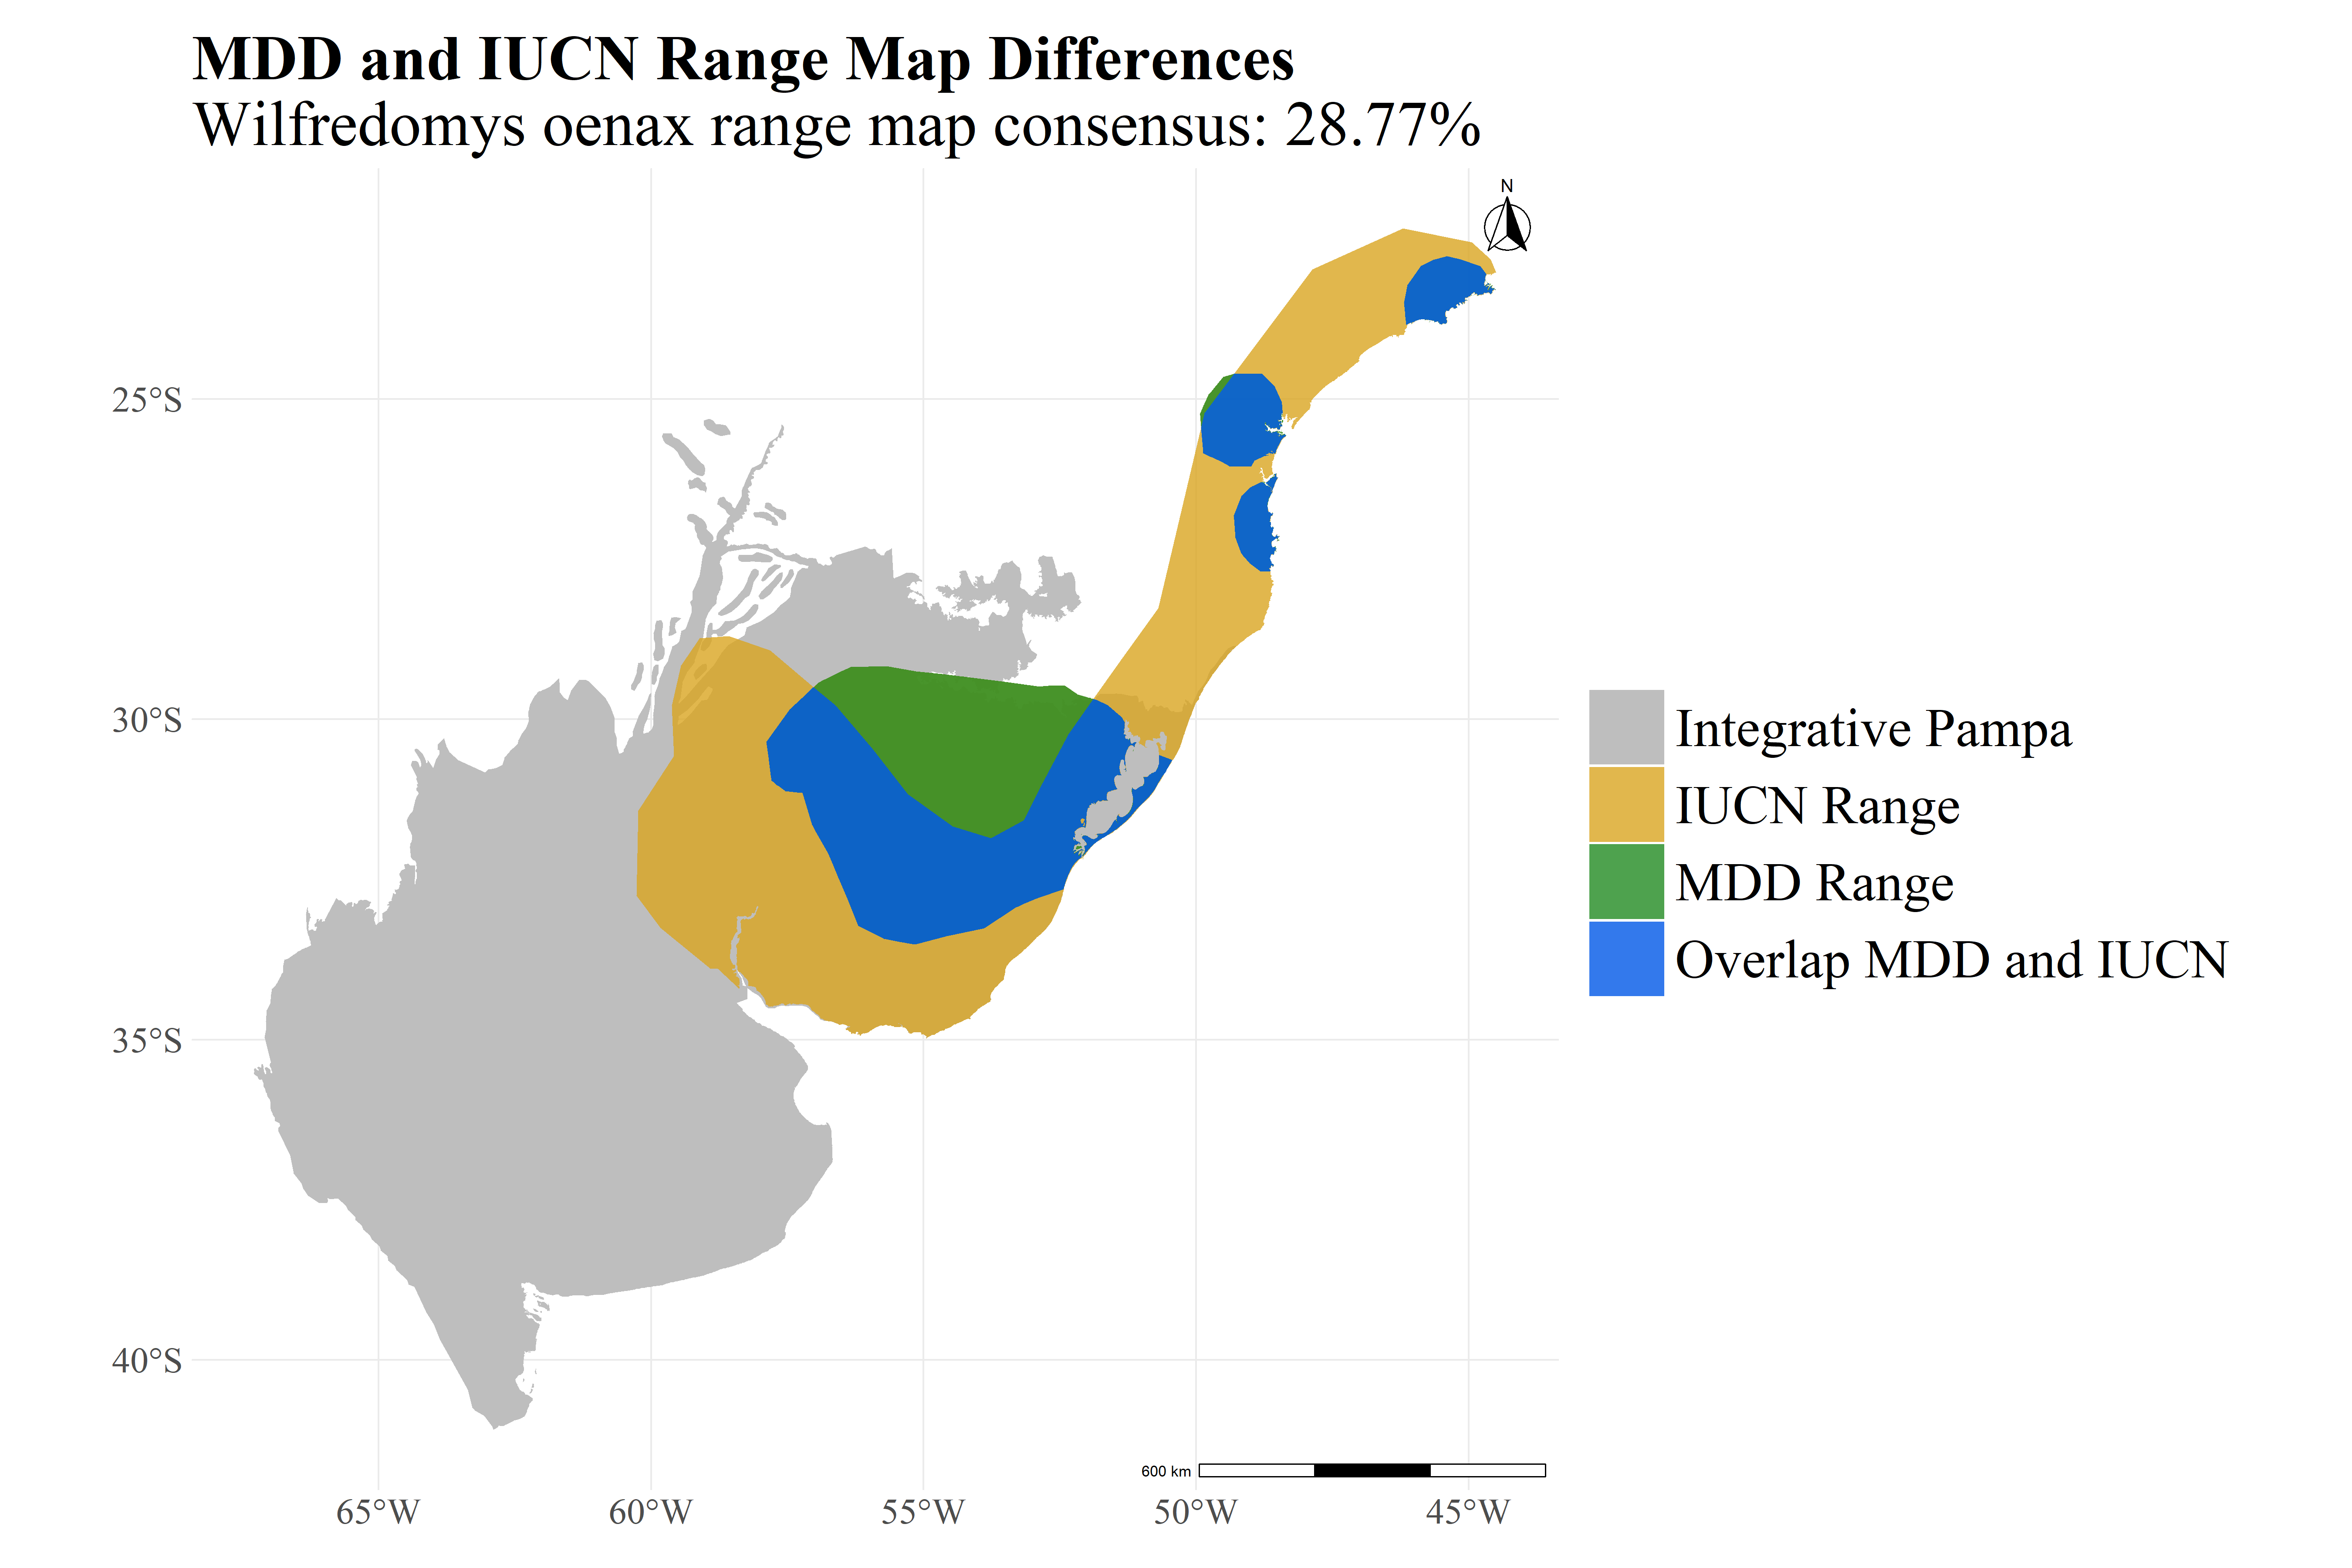 MDD and IUCN Range Map Differences
Wilfredomys oenax range map consensus: 28.77%
N
25°S
30°S
35°S
40°S
65°W
60°W
55°W
50°W
45°W
600 km
Integrative Pampa
IUCN Range
MDD Range
Overlap MDD and IUCN